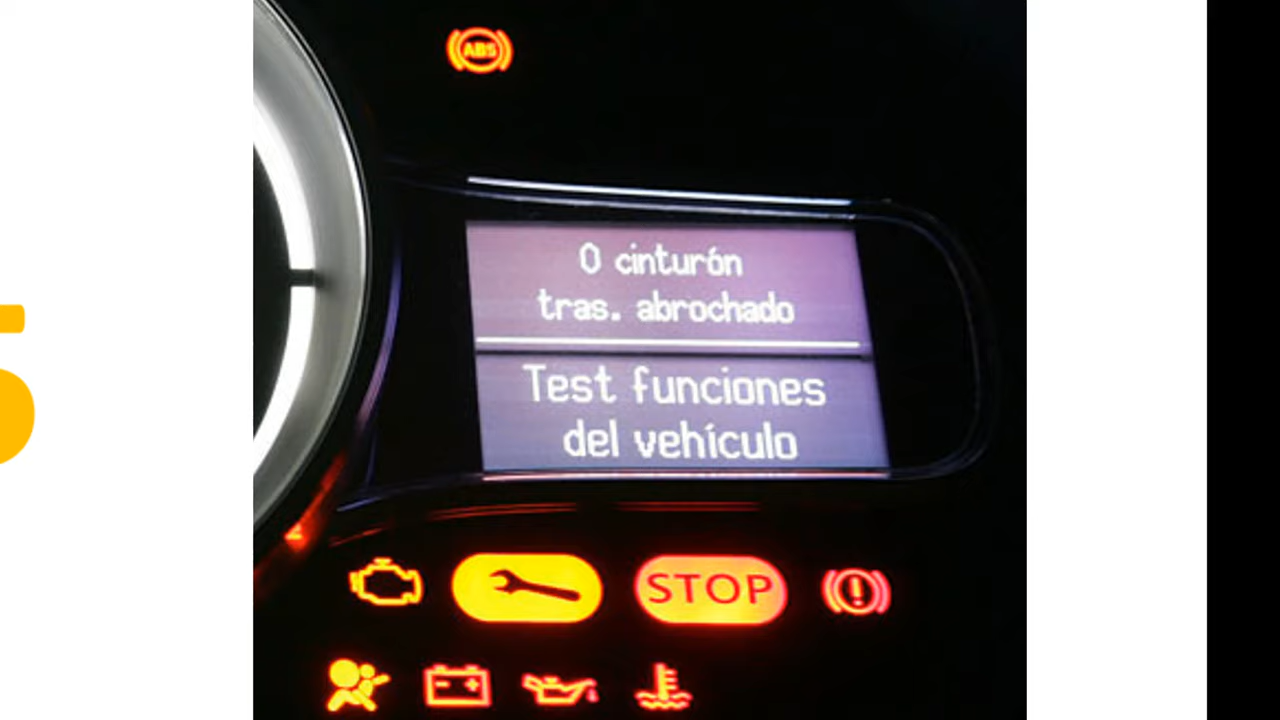 ABS
0 cinturón
tras. abrochado
Test funciones
del vehículo
STOP